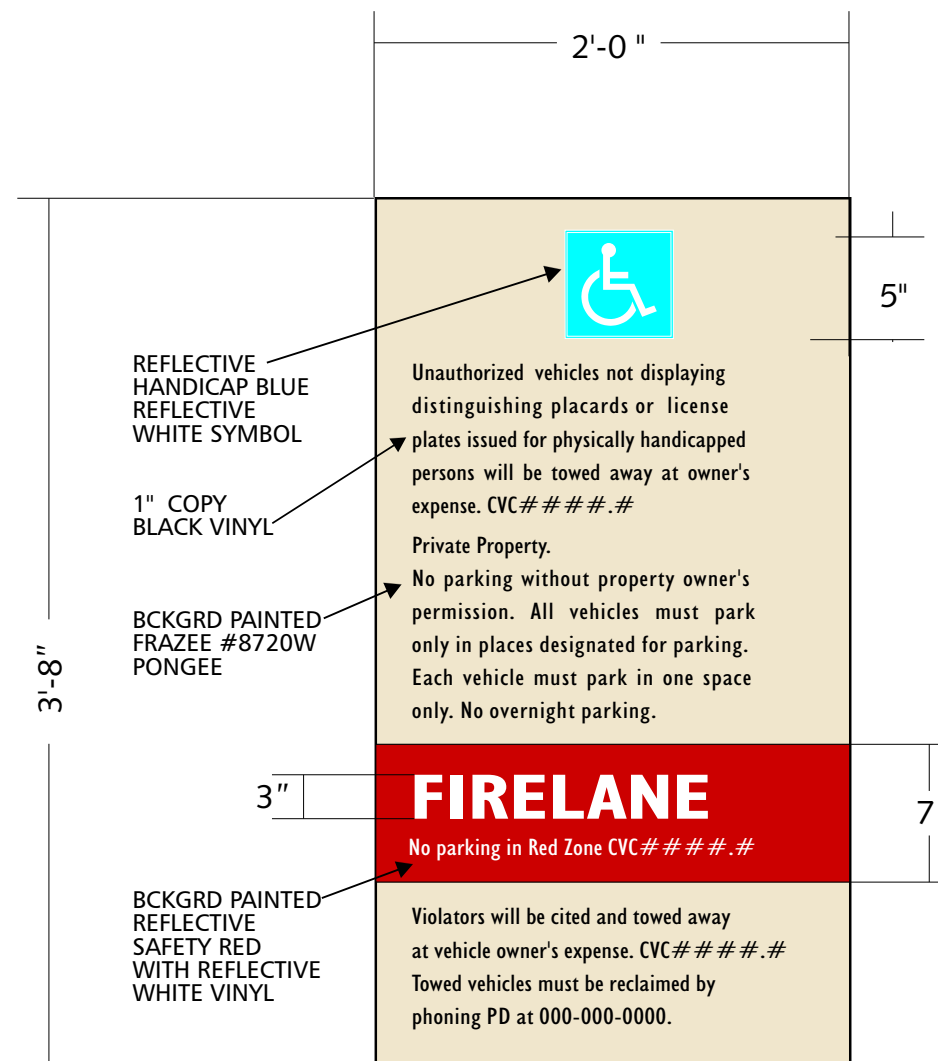 2'-0 "
5"
REFLECTIVE
HANDICAP BLUE
REFLECTIVE
WHITE SYMBOL
Unauthorized vehicles not displaying
distinguishing placards or license
plates issued for physically handicapped
persons will be towed away at owner's
expense. CVC####.#
1" COPY
BLACK VINYL
Private Property.
No parking without property owner's
permission. All vehicles must park
only in places designated for parking.
Each vehicle must park in one space
only. No overnight parking.
BCKGRD PAINTED
FRAZEE #8720W
PONGEE
3'-8"
3"
FIRELANE
No parking in Red Zone CVC####.#
7
BCKGRD PAINTED
REFLECTIVE
SAFETY RED
WITH REFLECTIVE
WHITE VINYL
Violators will be cited and towed away
at vehicle owner's expense. CVC####.#
Towed vehicles must be reclaimed by
phoning PD at 000-000-0000.